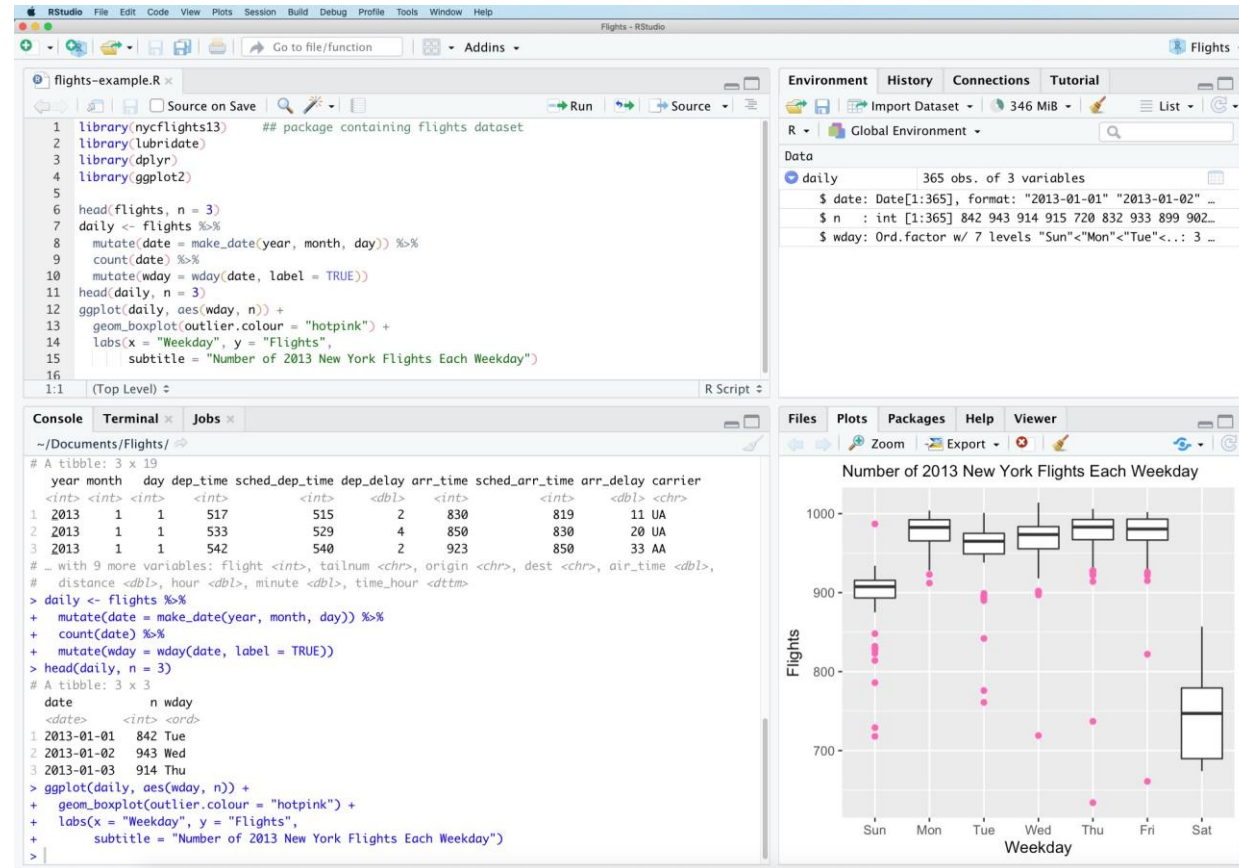 RStudio File Edit Code View Plots Session Build Debug Profile Tools Window Help
Flights - RStudio
Go to file/function Addins Flights
flights-example.R
Source on Save Run Source
1 library(nycflights13) ## package containing flights dataset
2 library(lubridate)
3 library(dplyr)
4 library(ggplot2)
5
6 head(flights, n = 3)
7 daily <- flights %>%
8 mutate(date = make_date(year, month, day)) %>%
9 count(date) %>%
10 mutate(wday = wday(date, label = TRUE))
11 head(daily, n = 3)
12 ggplot(daily, aes(wday, n)) +
13 geom_boxplot(outlier.colour = "hotpink") +
14 labs(x = "Weekday", y = "Flights",
15 subtitle = "Number of 2013 New York Flights Each Weekday")
16
1:1 (Top Level) R Script
Environment History Connections Tutorial
Import Dataset 346 MiB List
R Global Environment
Data
daily 365 obs. of 3 variables
$ date: Date[1:365], format: "2013-01-01" "2013-01-02" …
$ n : int [1:365] 842 943 914 915 720 832 933 899 902…
$ wday: Ord.factor w/ 7 levels "Sun"<"Mon"<"Tue"<..: 3 …
Console Terminal Jobs
~/Documents/Flights/
# A tibble: 3 x 19
year month day dep_time sched_dep_time dep_delay arr_time sched_arr_time arr_delay carrier
<int> <int> <int> <int> <int> <dbl> <int> <int> <dbl> <chr>
1 2013 1 1 517 515 2 830 819 11 UA
2 2013 1 1 533 529 4 850 830 20 UA
3 2013 1 1 542 540 2 923 850 33 AA
# … with 9 more variables: flight <int>, tailnum <chr>, origin <chr>, dest <chr>, air_time <dbl>,
# distance <dbl>, hour <dbl>, minute <dbl>, time_hour <dttm>
> daily <- flights %>%
+ mutate(date = make_date(year, month, day)) %>%
+ count(date) %>%
+ mutate(wday = wday(date, label = TRUE))
> head(daily, n = 3)
# A tibble: 3 x 3
date n wday
<date> <int> <ord>
1 2013-01-01 842 Tue
2 2013-01-02 943 Wed
3 2013-01-03 914 Thu
> ggplot(daily, aes(wday, n)) +
+ geom_boxplot(outlier.colour = "hotpink") +
+ labs(x = "Weekday", y = "Flights",
+ subtitle = "Number of 2013 New York Flights Each Weekday")
>
Files Plots Packages Help Viewer
Zoom Export
Number of 2013 New York Flights Each Weekday
1000
900
800
700
Flights
Sun Mon Tue Wed Thu Fri Sat
Weekday